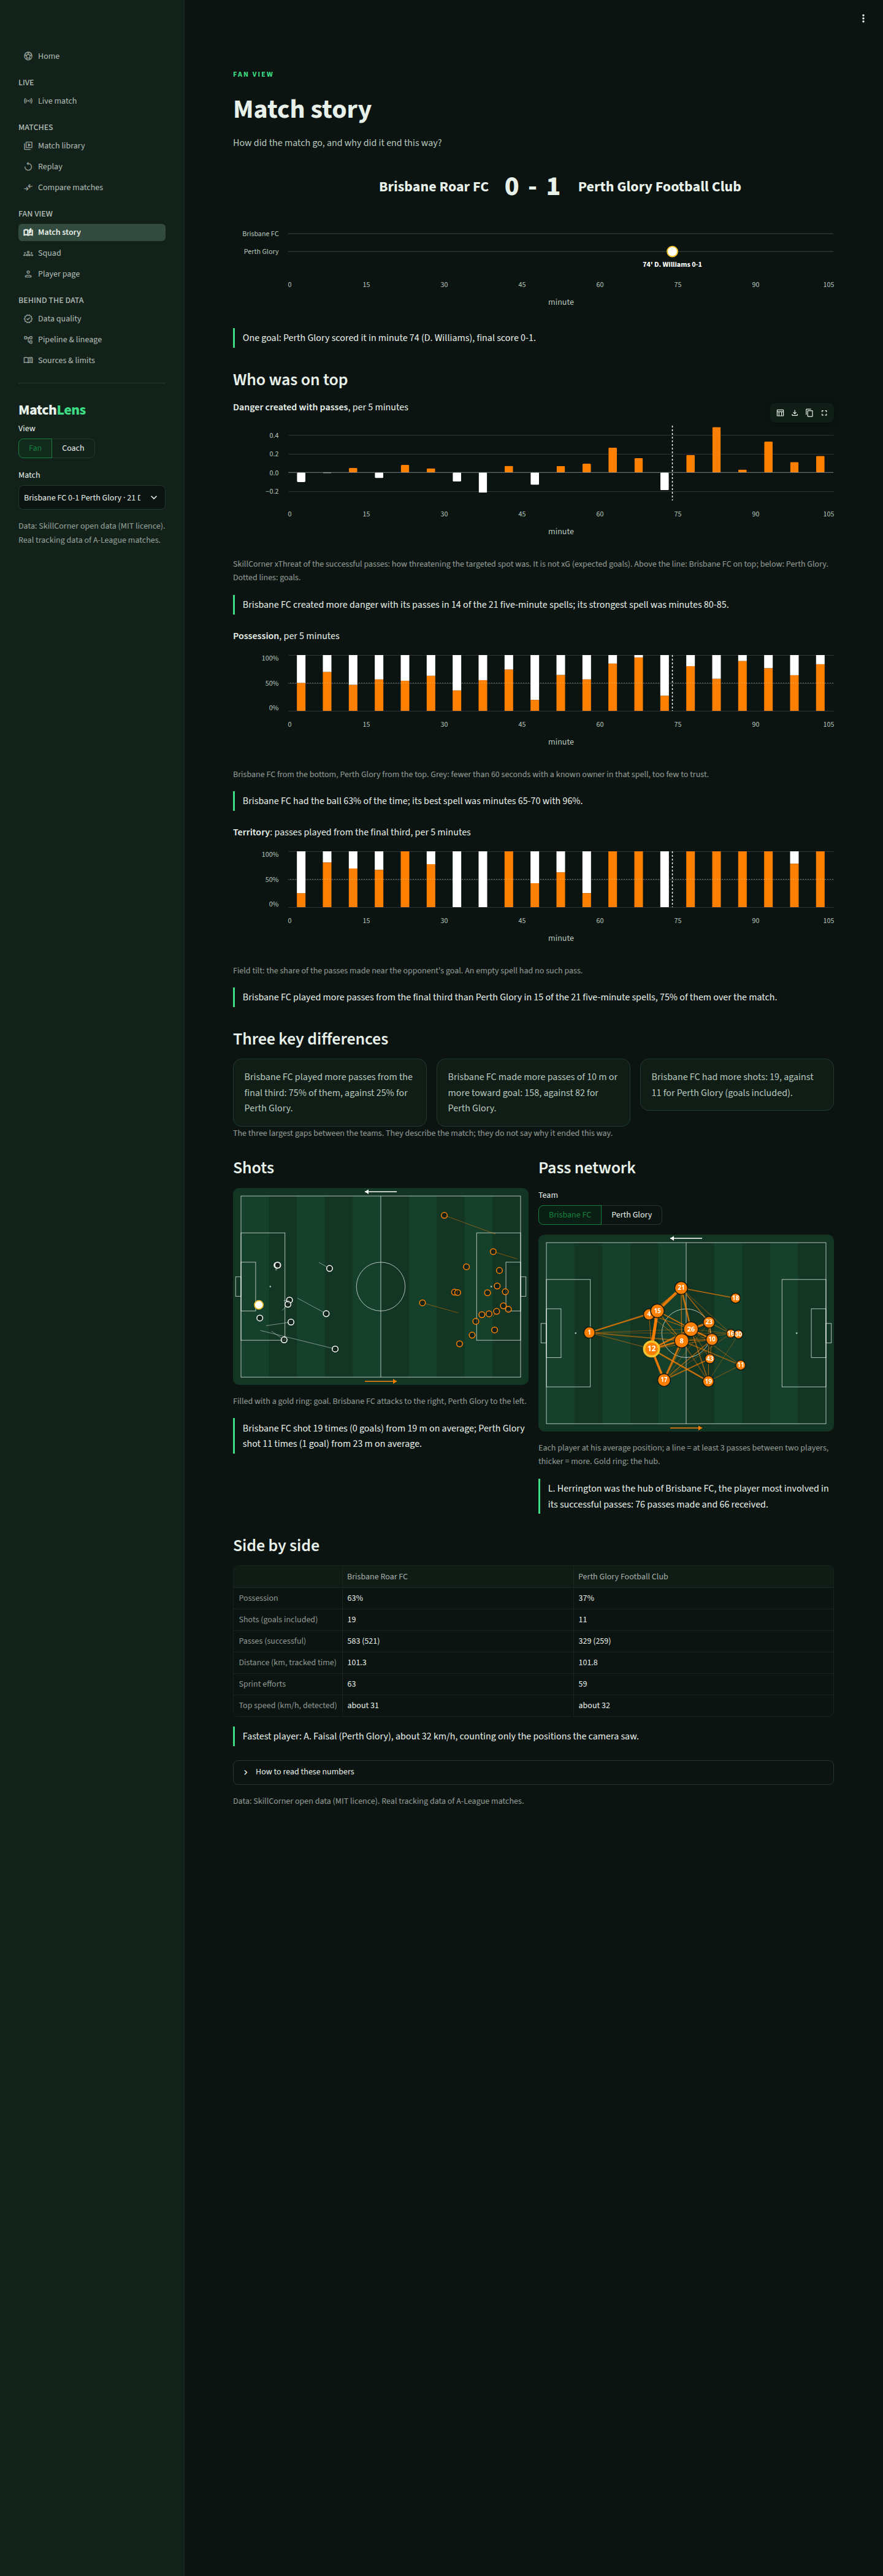 Home
LIVE
Live match
MATCHES
Match library
Replay
Compare matches
FAN VIEW
Match story
Squad
Player page
BEHIND THE DATA
Data quality
Pipeline & lineage
Sources & limits
MatchLens
View
Fan
Coach
Match
Brisbane FC 0-1 Perth Glory · 21 D
Data: SkillCorner open data (MIT licence).
Real tracking data of A-League matches.
FAN VIEW
Match story
How did the match go, and why did it end this way?
Brisbane Roar FC 0 - 1 Perth Glory Football Club
Brisbane FC
Perth Glory
74' D. Williams 0-1
0 15 30 45 60 75 90 105
minute
One goal: Perth Glory scored it in minute 74 (D. Williams), final score 0-1.
Who was on top
Danger created with passes, per 5 minutes
0.4
0.2
0.0
−0.2
0 15 30 45 60 75 90 105
minute
SkillCorner xThreat of the successful passes: how threatening the targeted spot was. It is not xG (expected goals). Above the line: Brisbane FC on top; below: Perth Glory.
Dotted lines: goals.
Brisbane FC created more danger with its passes in 14 of the 21 five-minute spells; its strongest spell was minutes 80-85.
Possession, per 5 minutes
100%
50%
0%
0 15 30 45 60 75 90 105
minute
Brisbane FC from the bottom, Perth Glory from the top. Grey: fewer than 60 seconds with a known owner in that spell, too few to trust.
Brisbane FC had the ball 63% of the time; its best spell was minutes 65-70 with 96%.
Territory: passes played from the final third, per 5 minutes
100%
50%
0%
0 15 30 45 60 75 90 105
minute
Field tilt: the share of the passes made near the opponent's goal. An empty spell had no such pass.
Brisbane FC played more passes from the final third than Perth Glory in 15 of the 21 five-minute spells, 75% of them over the match.
Three key differences
Brisbane FC played more passes from the
final third: 75% of them, against 25% for
Perth Glory.
Brisbane FC made more passes of 10 m or
more toward goal: 158, against 82 for
Perth Glory.
Brisbane FC had more shots: 19, against
11 for Perth Glory (goals included).
The three largest gaps between the teams. They describe the match; they do not say why it ended this way.
Shots
Filled with a gold ring: goal. Brisbane FC attacks to the right, Perth Glory to the left.
Brisbane FC shot 19 times (0 goals) from 19 m on average; Perth Glory
shot 11 times (1 goal) from 23 m on average.
Pass network
Team
Brisbane FC
Perth Glory
21
18
15
23
26
1
8
10
12
43
11
17
19
Each player at his average position; a line = at least 3 passes between two players,
thicker = more. Gold ring: the hub.
L. Herrington was the hub of Brisbane FC, the player most involved in
its successful passes: 76 passes made and 66 received.
Side by side
Brisbane Roar FC Perth Glory Football Club
Possession 63% 37%
Shots (goals included) 19 11
Passes (successful) 583 (521) 329 (259)
Distance (km, tracked time) 101.3 101.8
Sprint efforts 63 59
Top speed (km/h, detected) about 31 about 32
Fastest player: A. Faisal (Perth Glory), about 32 km/h, counting only the positions the camera saw.
How to read these numbers
Data: SkillCorner open data (MIT licence). Real tracking data of A-League matches.